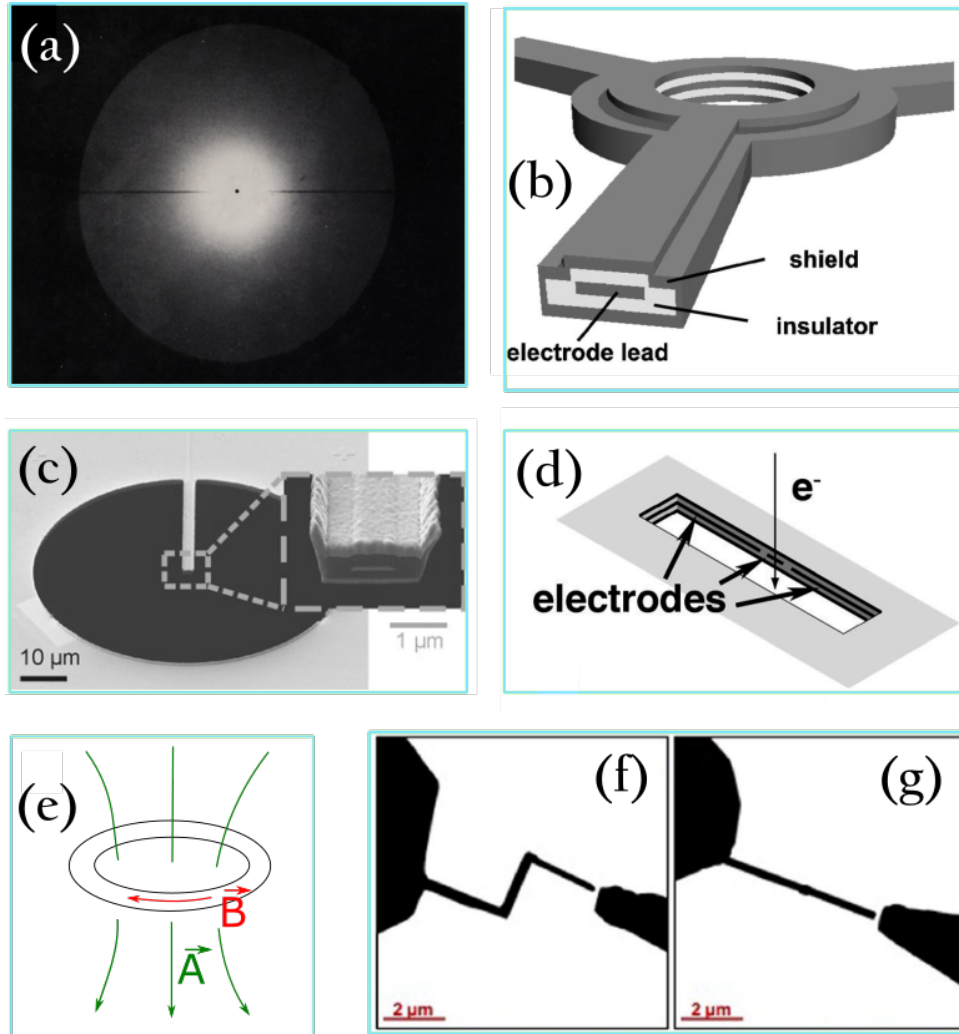 (a)
(b)
shield
insulator
electrode lead
(c)
10 µm
1 µm
(d)
e-
electrodes
(e)
B
A
(f)
2 µm
(g)
2 µm